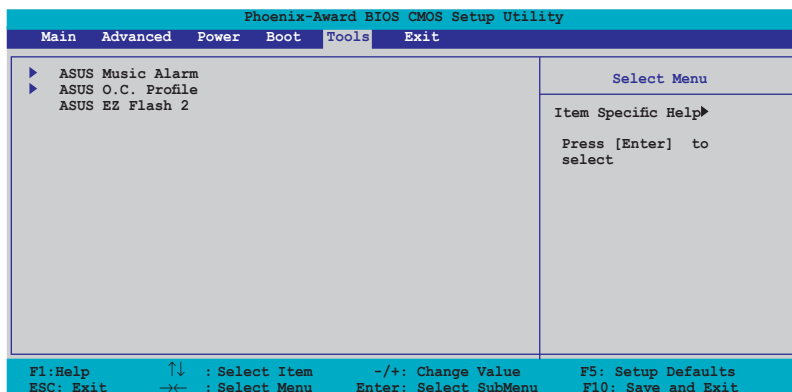 Phoenix-Award BIOS CMOS Setup Utility
Main Advanced Power Boot Tools Exit
ASUS Music Alarm
ASUS O.C. Profile
ASUS EZ Flash 2
Select Menu
Item Specific Help▶
Press [Enter] to
select
F1:Help ↑↓ : Select Item -/+: Change Value F5: Setup Defaults
ESC: Exit →← : Select Menu Enter: Select SubMenu F10: Save and Exit